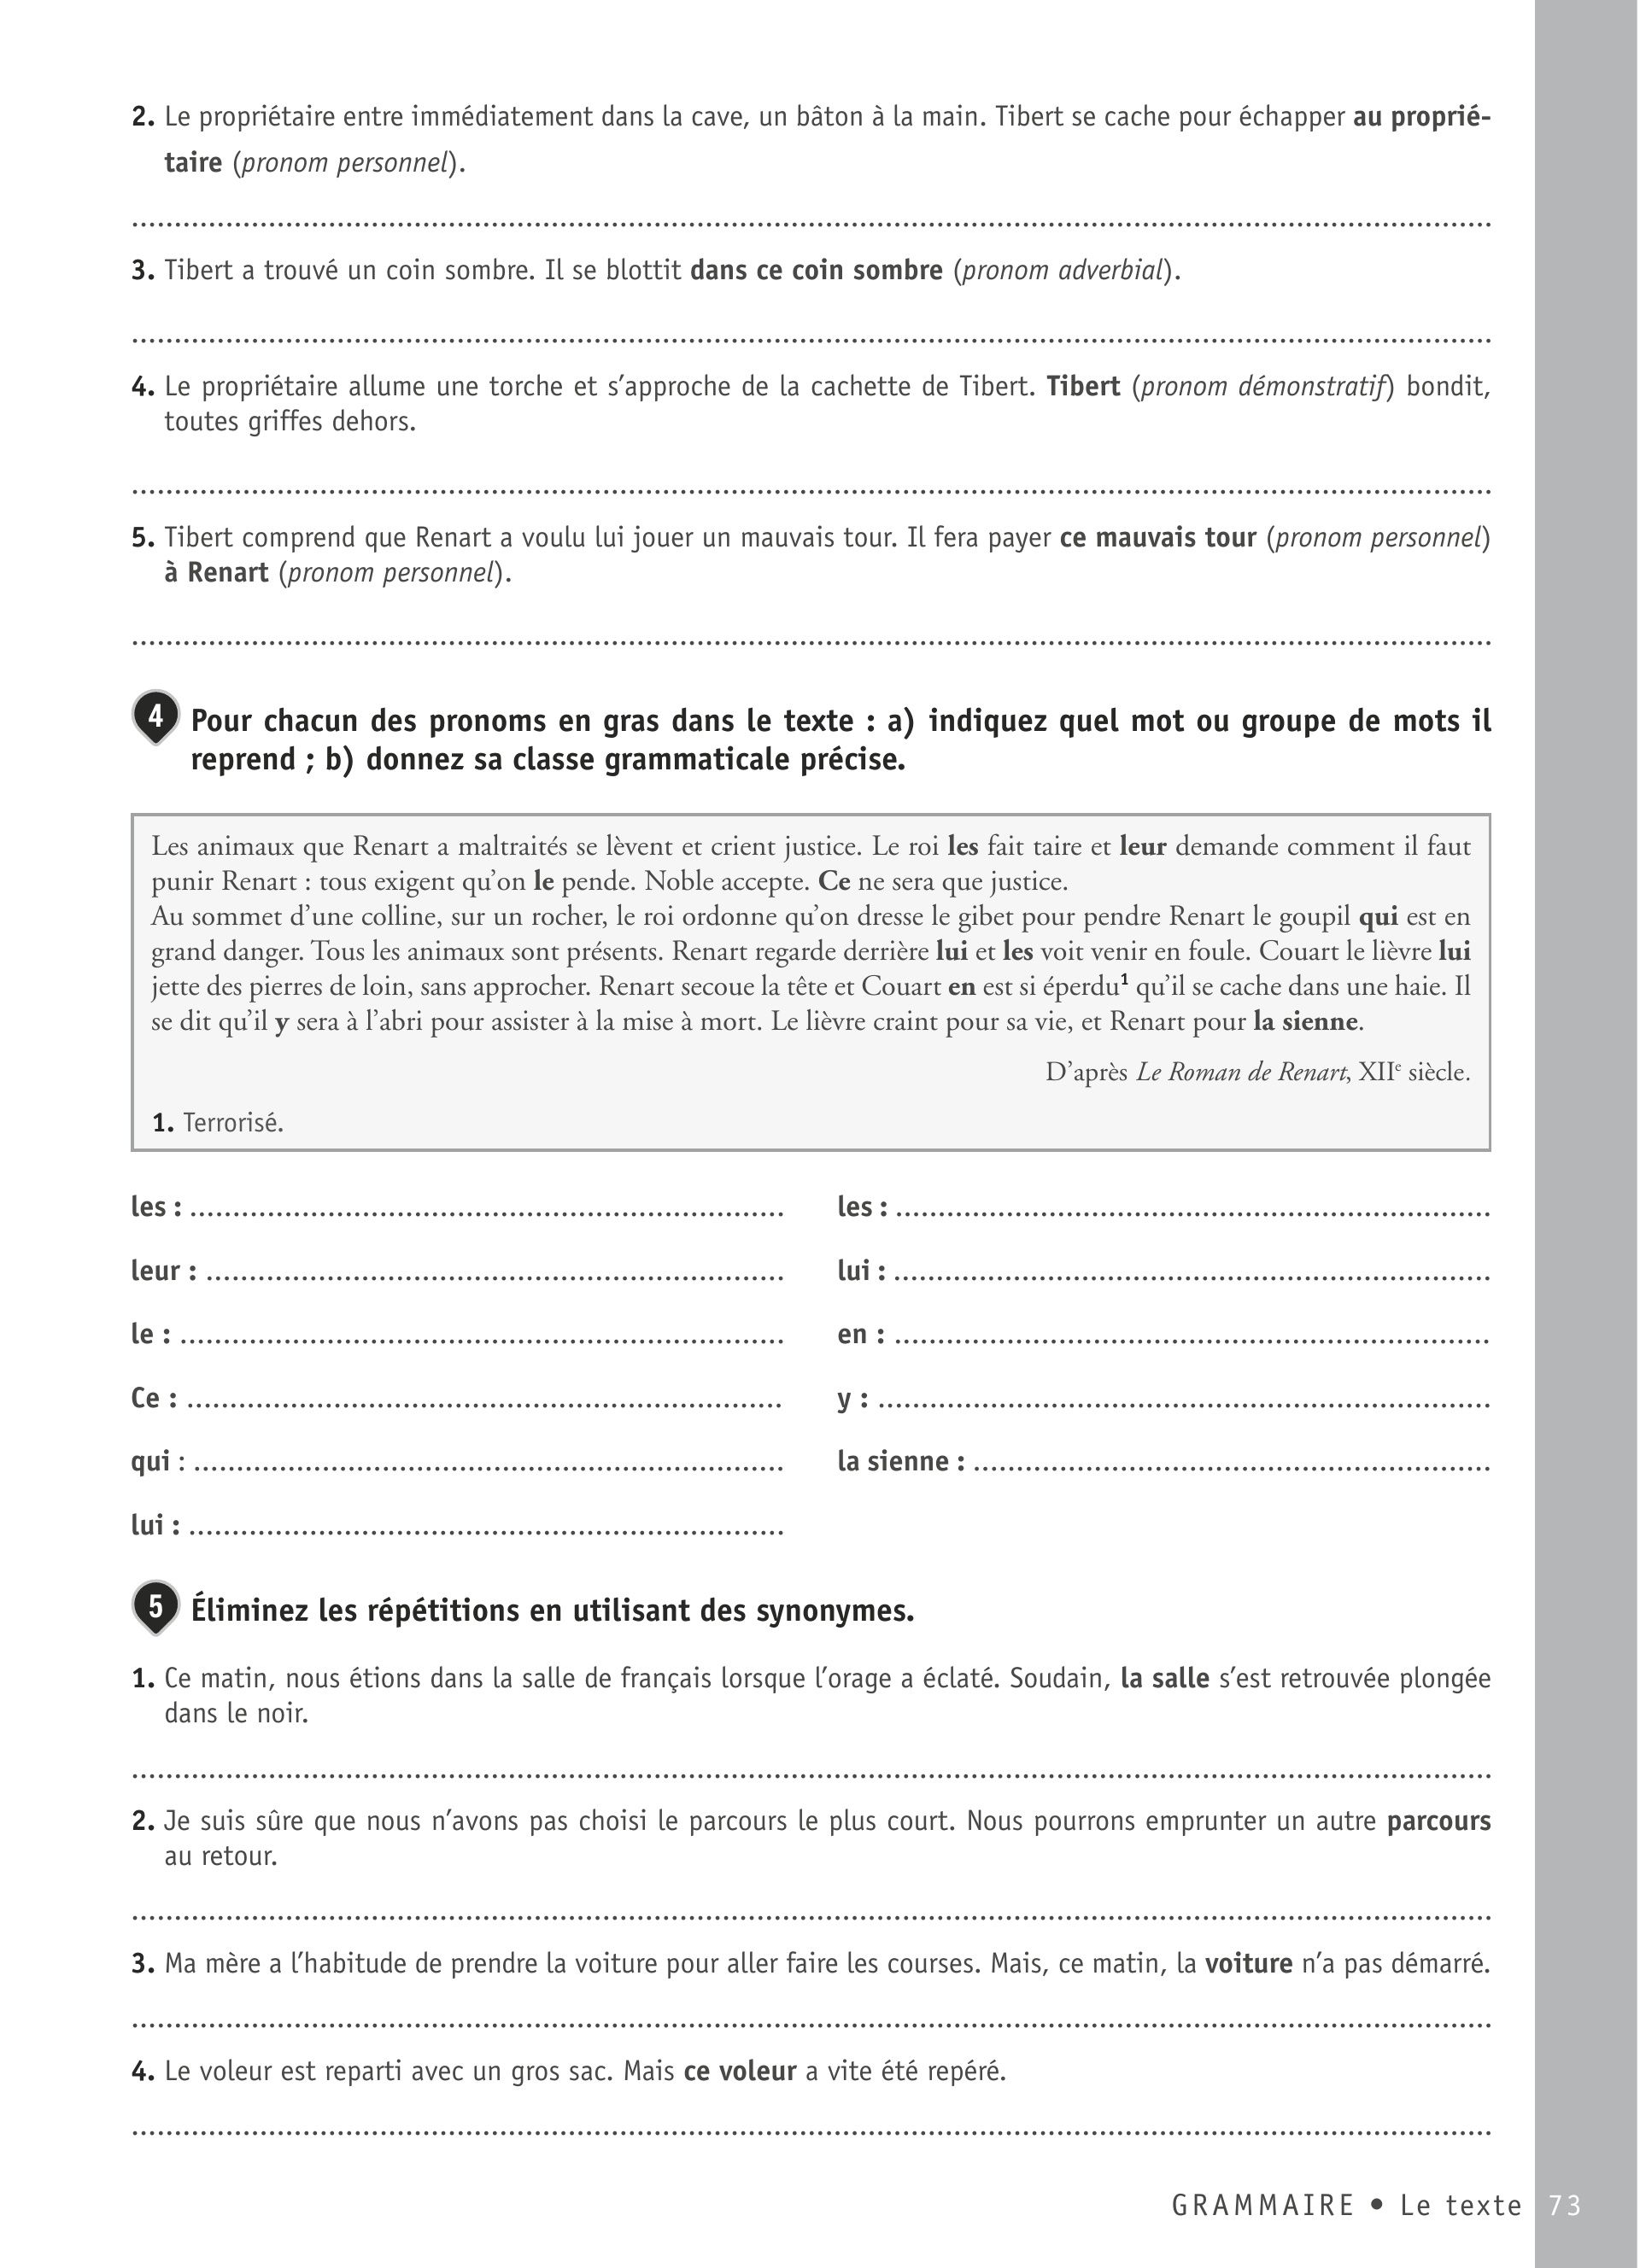 2. Le propriétaire entre immédiatement dans la cave, un bâton à la main. Tibert se cache pour échapper au proprié-
taire (pronom personnel).
3. Tibert a trouvé un coin sombre. Il se blottit dans ce coin sombre (pronom adverbial).
4. Le propriétaire allume une torche et s’approche de la cachette de Tibert. Tibert (pronom démonstratif) bondit,
toutes griffes dehors.
5. Tibert comprend que Renart a voulu lui jouer un mauvais tour. Il fera payer ce mauvais tour (pronom personnel)
à Renart (pronom personnel).
4 Pour chacun des pronoms en gras dans le texte : a) indiquez quel mot ou groupe de mots il
reprend ; b) donnez sa classe grammaticale précise.
Les animaux que Renart a maltraités se lèvent et crient justice. Le roi les fait taire et leur demande comment il faut
punir Renart : tous exigent qu’on le pende. Noble accepte. Ce ne sera que justice.
Au sommet d’une colline, sur un rocher, le roi ordonne qu’on dresse le gibet pour pendre Renart le goupil qui est en
grand danger. Tous les animaux sont présents. Renart regarde derrière lui et les voit venir en foule. Couart le lièvre lui
jette des pierres de loin, sans approcher. Renart secoue la tête et Couart en est si éperdu1 qu’il se cache dans une haie. Il
se dit qu’il y sera à l’abri pour assister à la mise à mort. Le lièvre craint pour sa vie, et Renart pour la sienne.
D’après Le Roman de Renart, XIIe siècle.
1. Terrorisé.
les : ......................................................................
les : ......................................................................
leur : ......................................................................
lui : ......................................................................
le : ......................................................................
en : ......................................................................
Ce : ......................................................................
y : ......................................................................
qui : ......................................................................
la sienne : ......................................................................
lui : ......................................................................
5 Éliminez les répétitions en utilisant des synonymes.
1. Ce matin, nous étions dans la salle de français lorsque l’orage a éclaté. Soudain, la salle s’est retrouvée plongée
dans le noir.
2. Je suis sûre que nous n’avons pas choisi le parcours le plus court. Nous pourrons emprunter un autre parcours
au retour.
3. Ma mère a l’habitude de prendre la voiture pour aller faire les courses. Mais, ce matin, la voiture n’a pas démarré.
4. Le voleur est reparti avec un gros sac. Mais ce voleur a vite été repéré.
GRAMMAIRE • Le texte 73